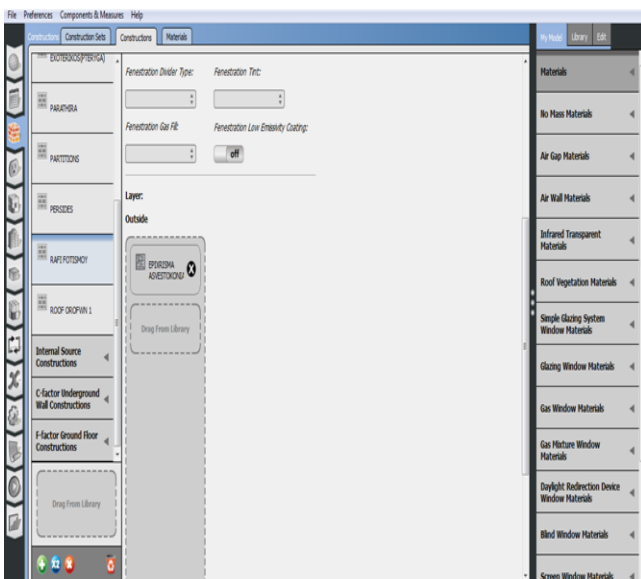 File Preferences Components & Measures Help
Constructions Construction Sets Constructions Materials
My Model Library Edit
EXOTERIKOS(PTERYGA)
PARATHIRA
PARTITIONS
PERSIDES
RAFI FOTISMOY
ROOF OROFWN 1
Internal Source
Constructions
C-factor Underground
Wall Constructions
F-factor Ground Floor
Constructions
Drag From Library
x2
Fenestration Divider Type: Fenestration Tint:
Fenestration Gas Fill: Fenestration Low Emissivity Coating:
off
Layer:
Outside
EPIXRISMA
ASVESTOKONIA
Drag From Library
Materials
No Mass Materials
Air Gap Materials
Air Wall Materials
Infrared Transparent
Materials
Roof Vegetation Materials
Simple Glazing System
Window Materials
Glazing Window Materials
Gas Window Materials
Gas Mixture Window
Materials
Daylight Redirection Device
Window Materials
Blind Window Materials
Screen Window Materials